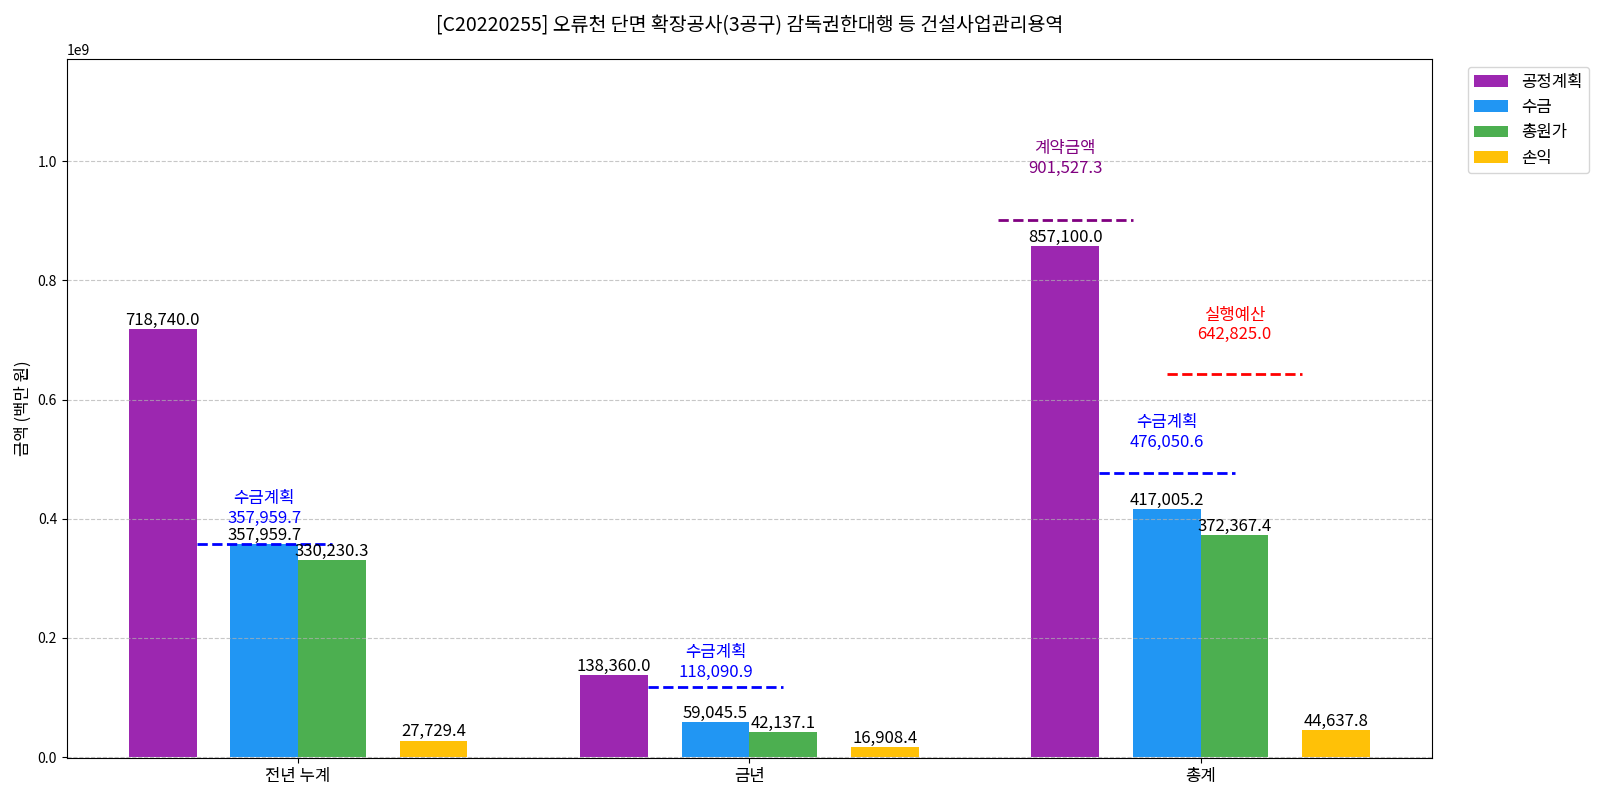 [C20220255] 오류천 단면 확장공사(3공구) 감독권한대행 등 건설사업관리용역
1e9
공정계획
수금
총원가
손익
금액 (백만 원)
1.0
0.8
0.6
0.4
0.2
0.0
718,740.0
수금계획
357,959.7
357,959.7
330,230.3
27,729.4
138,360.0
수금계획
118,090.9
59,045.5
42,137.1
16,908.4
계약금액
901,527.3
857,100.0
실행예산
642,825.0
수금계획
476,050.6
417,005.2
372,367.4
44,637.8
전년 누계
금년
총계